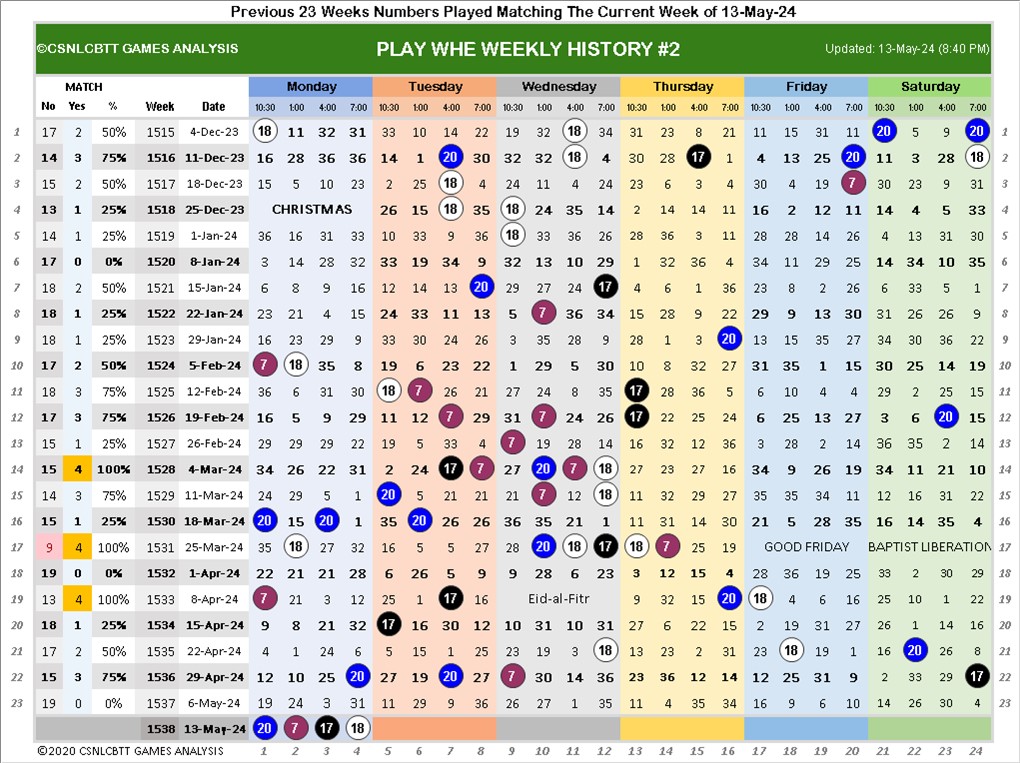 Previous 23 Weeks Numbers Played Matching The Current Week of 13-May-24
©CSNLCBTT GAMES ANALYSIS PLAY WHE WEEKLY HISTORY #2 Updated: 13-May-24 (8:40 PM)
MATCH Monday Tuesday Wednesday Thursday Friday Saturday
No Yes % Week Date 10:30 1:00 4:00 7:00 10:30 1:00 4:00 7:00 10:30 1:00 4:00 7:00 10:30 1:00 4:00 7:00 10:30 1:00 4:00 7:00 10:30 1:00 4:00 7:00
1 17 2 50% 1515 4-Dec-23 18 11 32 31 33 10 14 22 19 32 11 34 31 23 8 21 11 15 31 11 20 5 9 20 1
2 14 3 75% 1516 11-Dec-23 16 28 36 36 14 1 20 30 32 32 11 4 30 28 17 1 4 13 25 20 11 3 28 18 2
3 15 2 50% 1517 18-Dec-23 15 5 10 23 2 25 18 4 24 11 4 24 23 6 3 4 30 4 19 7 30 23 9 31 3
4 13 1 25% 1518 25-Dec-23 CHRISTMAS 26 15 18 35 18 24 35 14 2 14 14 11 16 2 12 11 14 4 5 33 4
5 14 1 25% 1519 1-Jan-24 36 16 31 33 10 33 9 36 18 33 36 26 28 36 3 11 28 28 14 26 4 13 31 30 5
6 17 0 0% 1520 8-Jan-24 3 14 28 32 33 19 34 9 32 13 10 29 1 32 36 4 34 11 29 25 14 34 10 35 6
7 18 2 50% 1521 15-Jan-24 6 8 9 16 12 14 8 20 29 27 24 17 4 6 1 36 23 8 2 26 6 33 5 1 7
8 18 1 25% 1522 22-Jan-24 23 21 4 15 24 33 11 13 5 7 36 34 15 28 9 22 29 9 13 30 31 26 26 9 8
9 18 1 25% 1523 29-Jan-24 16 23 29 9 33 30 24 26 3 35 28 9 28 1 3 20 13 15 35 27 34 30 36 22 9
10 17 2 50% 1524 5-Feb-24 7 18 35 8 19 6 23 22 1 29 5 30 10 8 32 27 31 35 1 15 30 25 14 19 10
11 18 3 75% 1525 12-Feb-24 36 6 31 30 18 7 26 21 27 24 8 35 17 28 36 8 6 10 4 4 29 2 25 15 11
12 17 3 75% 1526 19-Feb-24 16 5 9 29 11 12 7 29 31 7 24 26 17 22 25 24 6 25 13 27 3 6 20 15 12
13 15 1 25% 1527 26-Feb-24 29 29 29 22 19 5 33 4 7 19 28 14 16 32 12 36 3 28 2 14 36 35 2 14 13
14 15 4 100% 1528 4-Mar-24 34 26 22 31 2 24 17 7 27 20 7 18 27 23 27 16 34 9 26 19 34 11 21 10 14
15 14 3 75% 1529 11-Mar-24 24 29 5 1 20 5 21 21 21 7 12 18 11 32 29 27 35 35 34 11 12 16 31 22 15
16 15 1 25% 1530 18-Mar-24 20 15 20 1 35 20 26 26 36 35 21 1 11 31 14 16 21 5 28 35 16 14 35 4 16
17 9 4 100% 1531 25-Mar-24 35 18 27 32 16 5 5 27 28 20 18 17 18 7 25 19 GOOD FRIDAY BAPTIST LIBERATION 17
18 19 0 0% 1532 1-Apr-24 22 21 21 28 6 26 5 9 9 28 6 23 3 12 15 4 28 36 19 25 33 2 30 29 18
19 13 4 100% 1533 8-Apr-24 7 21 3 12 25 1 17 16 Eid-al-Fitr 9 32 15 20 18 4 6 16 25 10 1 22 19
20 18 1 25% 1534 15-Apr-24 9 8 21 32 17 16 30 12 10 31 10 31 27 6 22 15 2 19 31 27 26 1 14 16 20
21 17 2 50% 1535 22-Apr-24 4 1 24 6 5 15 1 25 23 19 3 18 13 23 2 31 23 18 19 1 16 20 26 8 21
22 15 3 75% 1536 29-Apr-24 12 10 25 20 27 19 20 27 7 30 14 36 23 36 12 14 12 25 31 9 2 33 29 17 22
23 19 0 0% 1537 6-May-24 19 24 3 31 11 29 9 36 26 27 1 35 11 4 35 34 16 9 6 10 14 26 30 4 23
1538 13-May-24 20 7 17 18
©2020 CSNLCBTT GAMES ANALYSIS 1 2 3 4 5 6 7 8 9 10 11 12 13 14 15 16 17 18 19 20 21 22 23 24